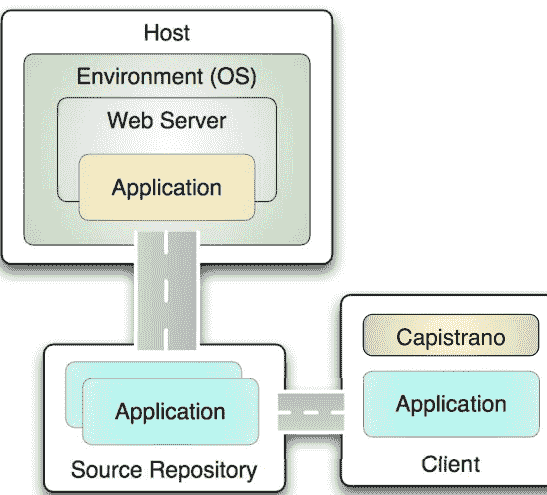 Host
Environment (OS)
Web Server
Application
Capistrano
Application
Application
Client
Source Repository